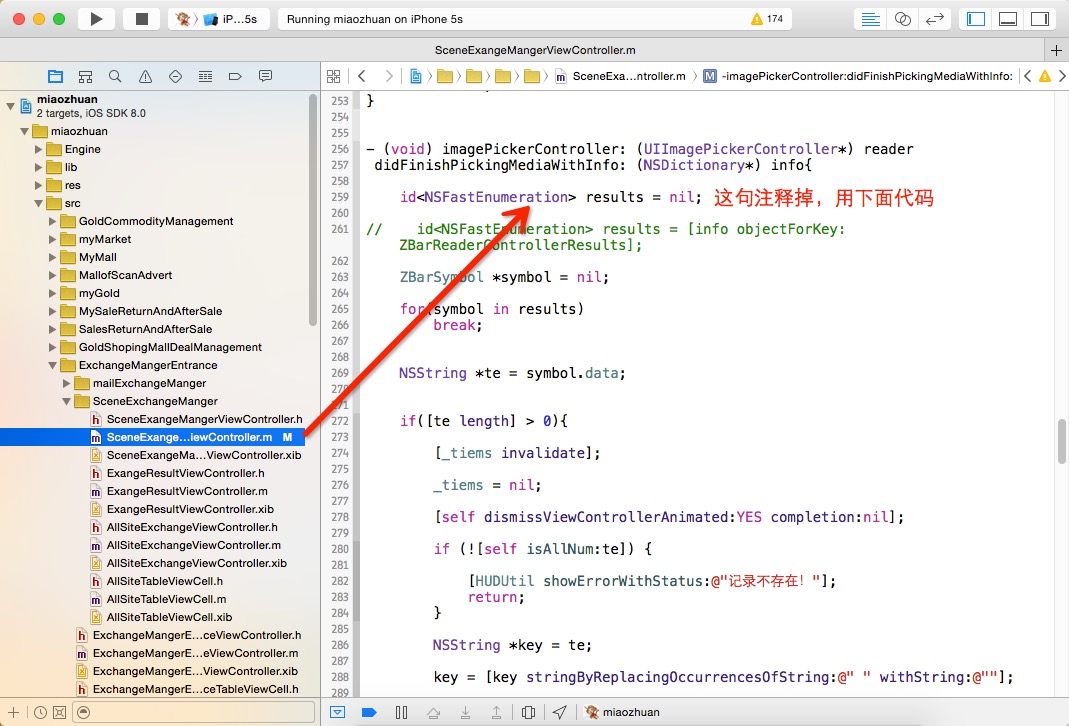 iP...5s
Running miaozhuan on iPhone 5s
174
SceneExangeMangerViewController.m
SceneExa...ntroller.m
M
-imagePickerController:didFinishPickingMediaWithInfo:
miaozhuan
2 targets, iOS SDK 8.0
miaozhuan
Engine
lib
res
src
GoldCommodityManagement
myMarket
MyMall
MallofScanAdvert
myGold
MySaleReturnAndAfterSale
SalesReturnAndAfterSale
GoldShopingMallDealManagement
ExchangeMangerEntrance
mailExchangeManger
SceneExchangeManger
h SceneExangeMangerViewController.h
m SceneExange...iewController.m M
SceneExangeMa...ViewController.xib
h ExangeResultViewController.h
m ExangeResultViewController.m
ExangeResultViewController.xib
h AllSiteExchangeViewController.h
m AllSiteExchangeViewController.m
AllSiteExchangeViewController.xib
h AllSiteTableViewCell.h
m AllSiteTableViewCell.m
AllSiteTableViewCell.xib
h ExchangeMangerE...ceViewController.h
m ExchangeMangerE...eViewController.m
ExchangeMangerE...ViewController.xib
h ExchangeMangerE...ceTableViewCell.h
253 }
254
255
256 - (void) imagePickerController: (UIImagePickerController*) reader
257 didFinishPickingMediaWithInfo: (NSDictionary*) info{
258
259 id<NSFastEnumeration> results = nil; 这句注释掉，用下面代码
260
261 // id<NSFastEnumeration> results = [info objectForKey:
ZBarReaderControllerResults];
262
263 ZBarSymbol *symbol = nil;
264
265 for(symbol in results)
266 break;
267
268
269 NSString *te = symbol.data;
270
271
272 if([te length] > 0){
273
274 [_tiems invalidate];
275
276 _tiems = nil;
277
278 [self dismissViewControllerAnimated:YES completion:nil];
279
280 if (![self isAllNum:te]) {
281
282 [HUDUtil showErrorWithStatus:@"记录不存在！"];
283 return;
284 }
285
286 NSString *key = te;
287
288 key = [key stringByReplacingOccurrencesOfString:@" " withString:@""];
289
miaozhuan